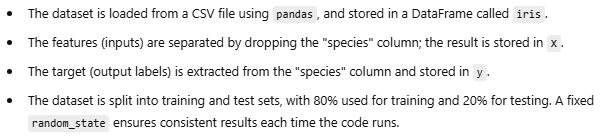 • The dataset is loaded from a CSV file using pandas, and stored in a DataFrame called iris.
• The features (inputs) are separated by dropping the "species" column; the result is stored in x.
• The target (output labels) is extracted from the "species" column and stored in y.
• The dataset is split into training and test sets, with 80% used for training and 20% for testing. A fixed
random_state ensures consistent results each time the code runs.